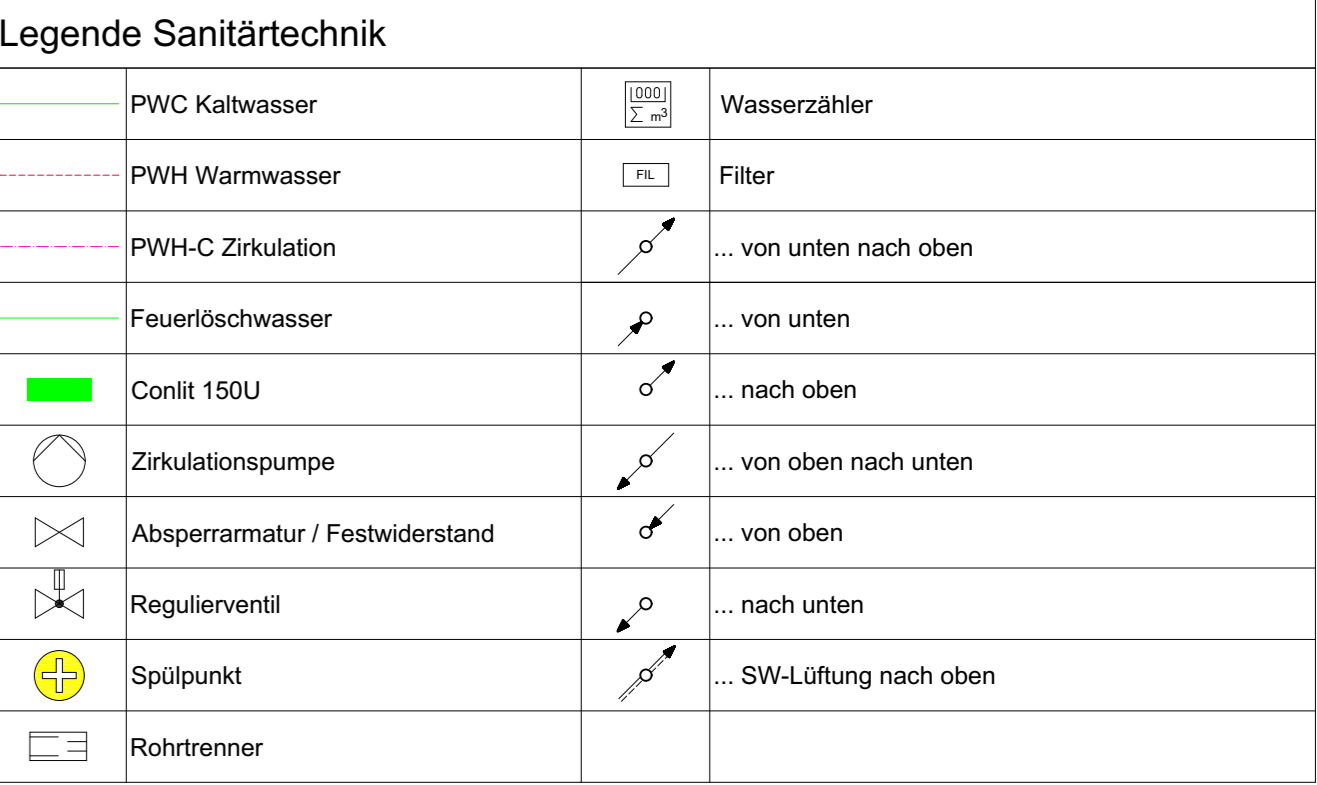 Legende Sanitärtechnik
PWC Kaltwasser
000
Σ m³
Wasserzähler
PWH Warmwasser
FIL
Filter
PWH-C Zirkulation
... von unten nach oben
Feuerlöschwasser
... von unten
Conlit 150U
... nach oben
Zirkulationspumpe
... von oben nach unten
Absperrarmatur / Festwiderstand
... von oben
Regulierventil
... nach unten
Spülpunkt
... SW-Lüftung nach oben
Rohrtrenner